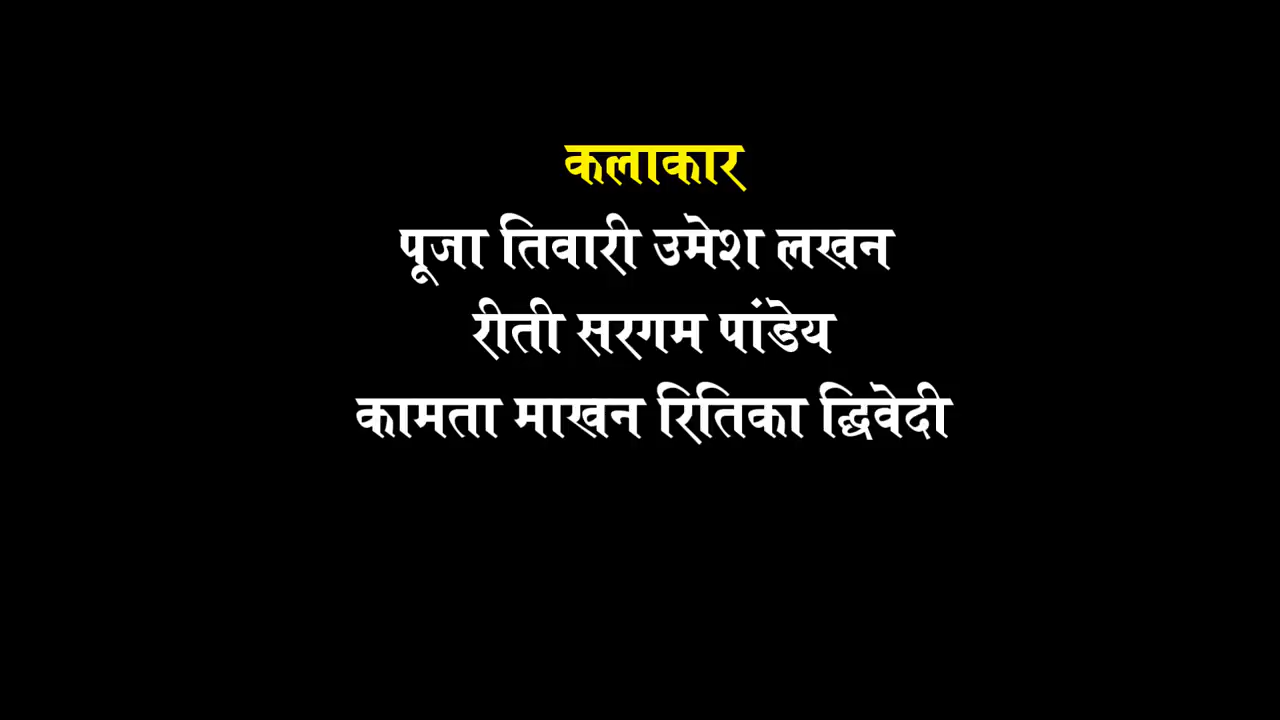 कलाकार
पूजा तिवारी उमेश लखन
रीती सरगम पांडेय
कामता माखन रितिका द्विवेदी